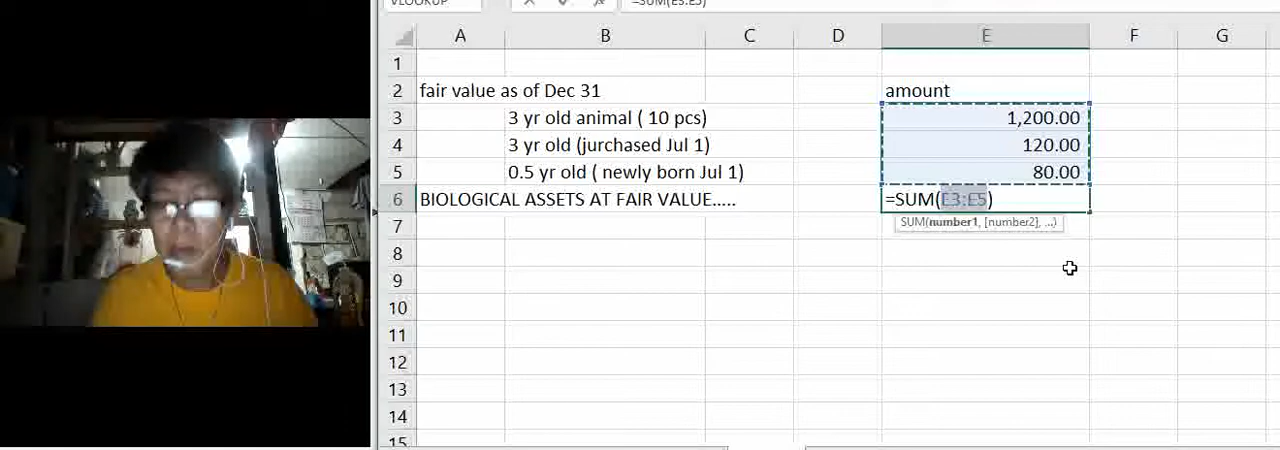 VLOOKUP fx =SUM(E3:E5)
A B C D E F G
1
2 fair value as of Dec 31 amount
3 3 yr old animal ( 10 pcs) 1,200.00
4 3 yr old (jurchased Jul 1) 120.00
5 0.5 yr old ( newly born Jul 1) 80.00
6 BIOLOGICAL ASSETS AT FAIR VALUE..... =SUM(E3:E5)
7 SUM(number1, [number2], ...)
8
9
10
11
12
13
14
15